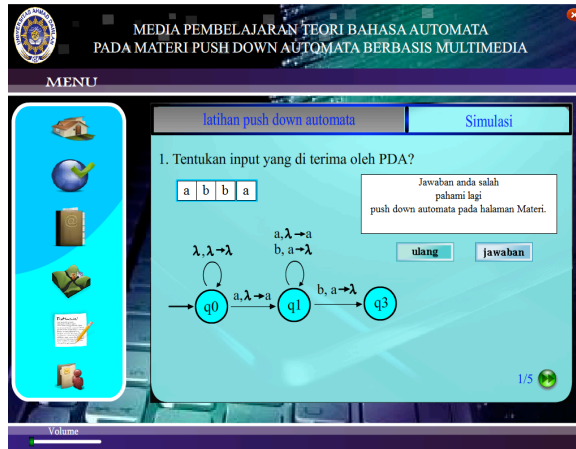 MEDIA PEMBELAJARAN TEORI BAHASA AUTOMATA
PADA MATERI PUSH DOWN AUTOMATA BERBASIS MULTIMEDIA
MENU
latihan push down automata
Simulasi
1. Tentukan input yang di terima oleh PDA?
a b b a
Jawaban anda salah
pahami lagi
push down automata pada halaman Materi.
ulang
jawaban
a,λ→a
b, a→λ
λ,λ→λ
q0
a,λ→a
q1
b, a→λ
q3
1/5
Volume